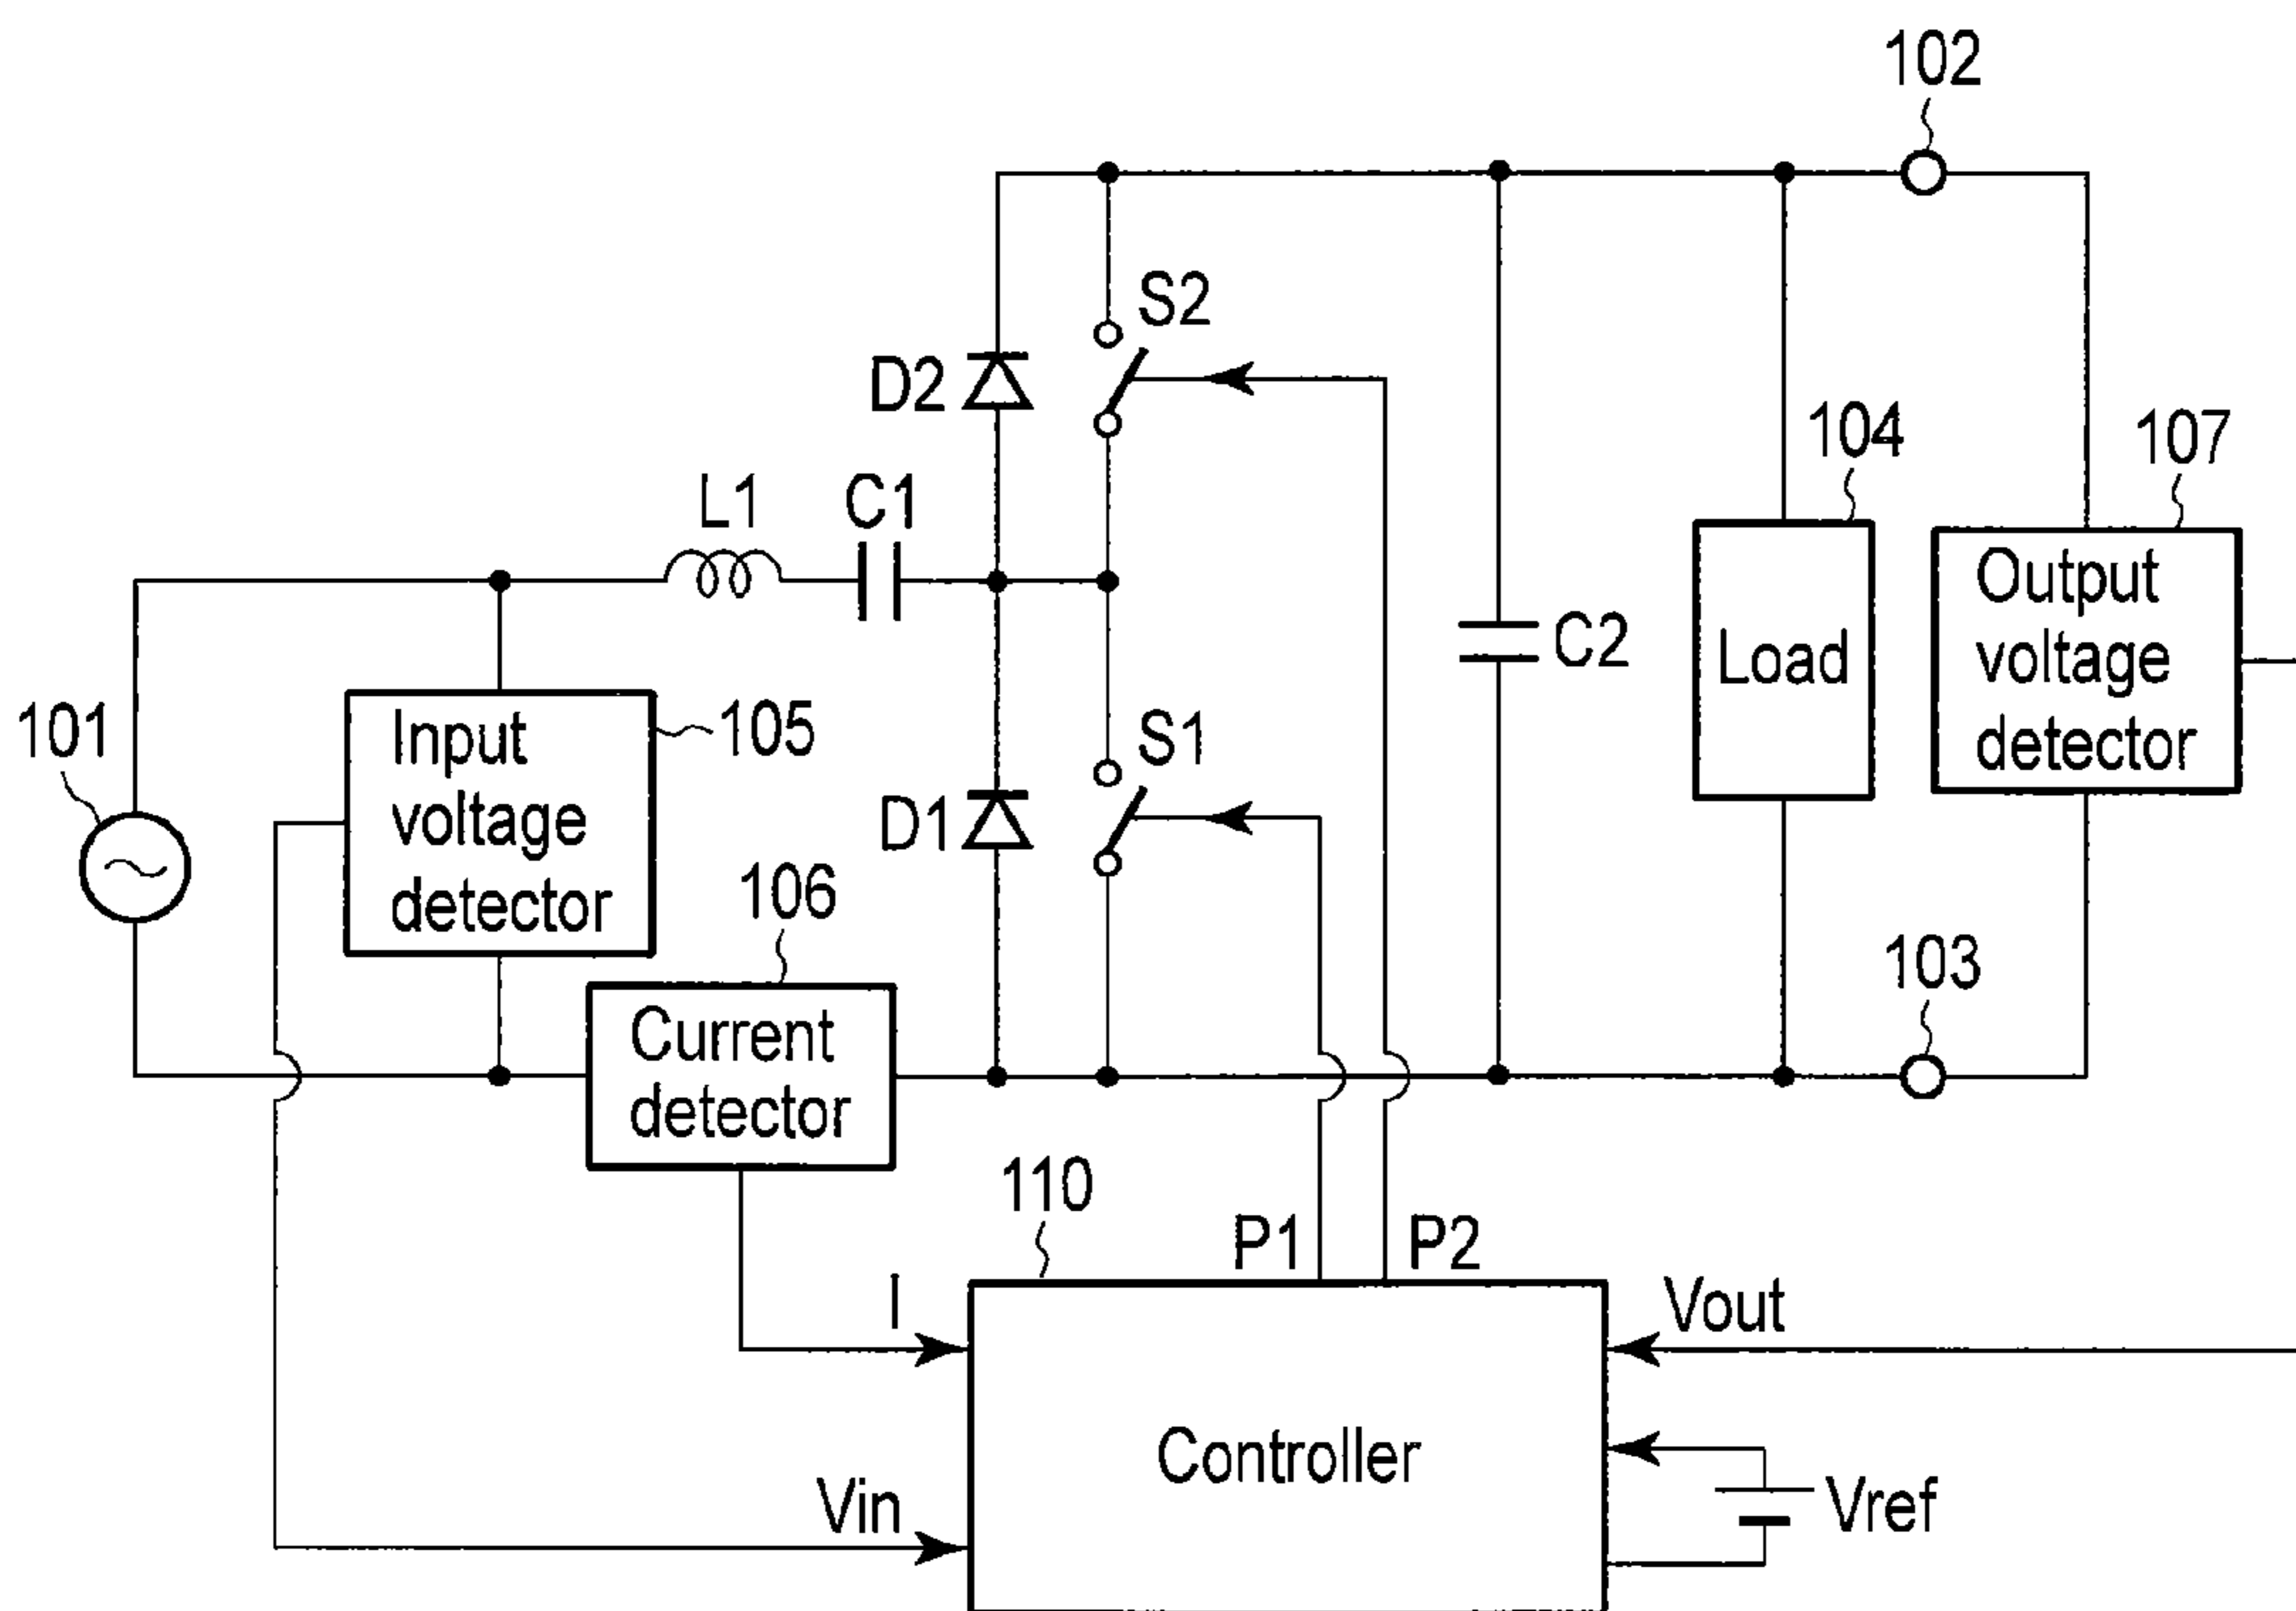 102
S2
D2
104
107
L1
C1
Output
voltage
detector
C2
Load
101
Input
voltage
detector
105
S1
D1
106
103
Current
detector
110
P1
P2
I
Vout
Controller
Vin
Vref